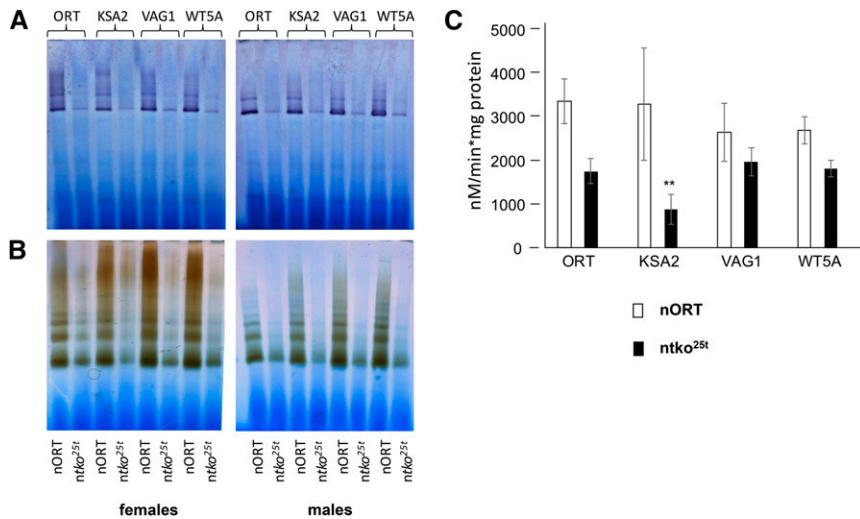 A
ORT KSA2 VAG1 WT5A ORT KSA2 VAG1 WT5A
B
nORT ntko25t nORT ntko25t nORT ntko25t nORT ntko25t nORT ntko25t nORT ntko25t nORT ntko25t nORT ntko25t
females males
C
nM/min*mg protein
5000
4000
3000
2000
1000
0
**
ORT KSA2 VAG1 WT5A
nORT
ntko25t